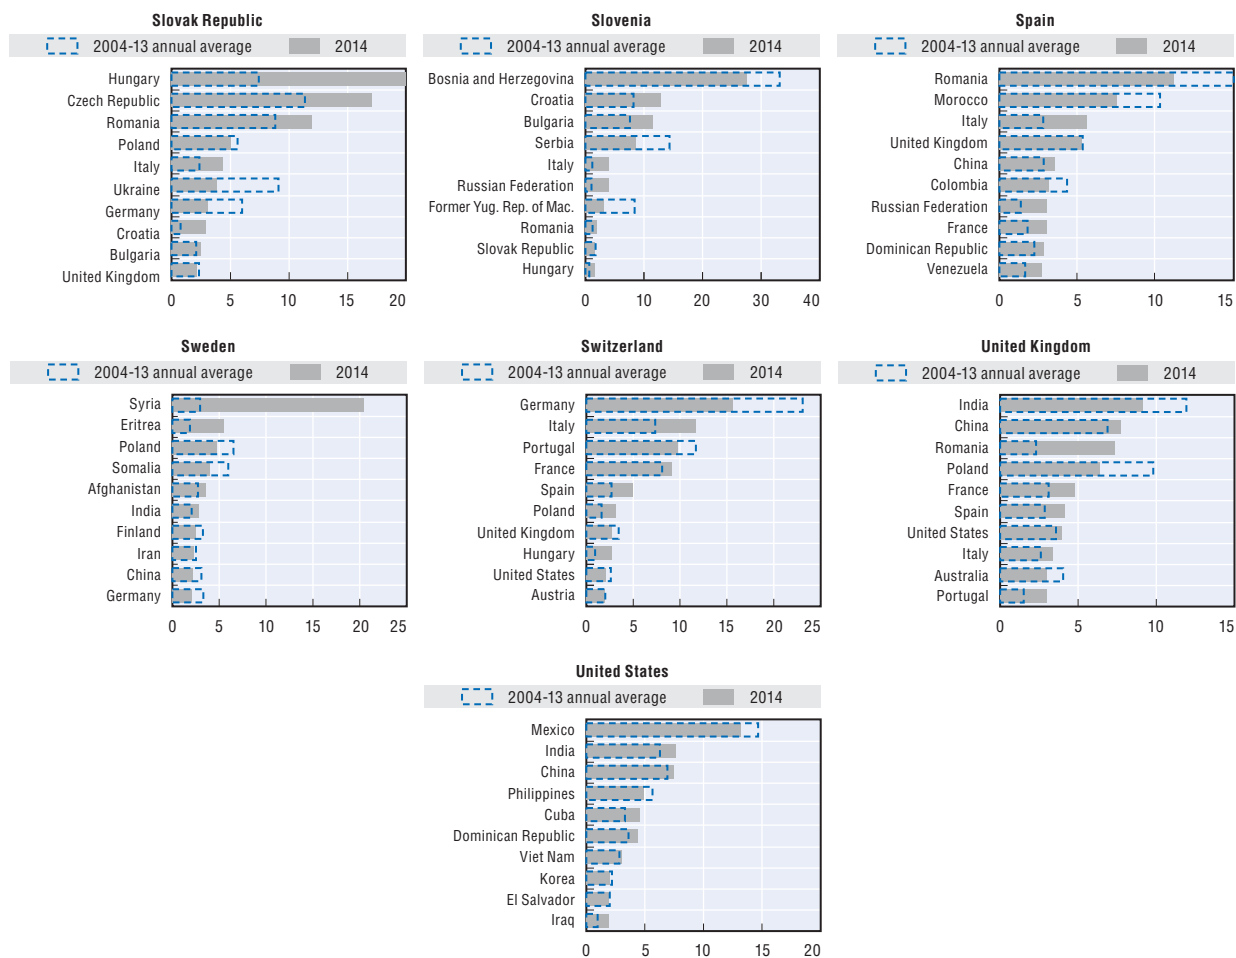 Slovak Republic
2004-13 annual average 2014
Hungary
Czech Republic
Romania
Poland
Italy
Ukraine
Germany
Croatia
Bulgaria
United Kingdom
0 5 10 15 20
Slovenia
2004-13 annual average 2014
Bosnia and Herzegovina
Croatia
Bulgaria
Serbia
Italy
Russian Federation
Former Yug. Rep. of Mac.
Romania
Slovak Republic
Hungary
0 10 20 30 40
Spain
2004-13 annual average 2014
Romania
Morocco
Italy
United Kingdom
China
Colombia
Russian Federation
France
Dominican Republic
Venezuela
0 5 10 15
Sweden
2004-13 annual average 2014
Syria
Eritrea
Poland
Somalia
Afghanistan
India
Finland
Iran
China
Germany
0 5 10 15 20 25
Switzerland
2004-13 annual average 2014
Germany
Italy
Portugal
France
Spain
Poland
United Kingdom
Hungary
United States
Austria
0 5 10 15 20 25
United Kingdom
2004-13 annual average 2014
India
China
Romania
Poland
France
Spain
United States
Italy
Australia
Portugal
0 5 10 15
United States
2004-13 annual average 2014
Mexico
India
China
Philippines
Cuba
Dominican Republic
Viet Nam
Korea
El Salvador
Iraq
0 5 10 15 20